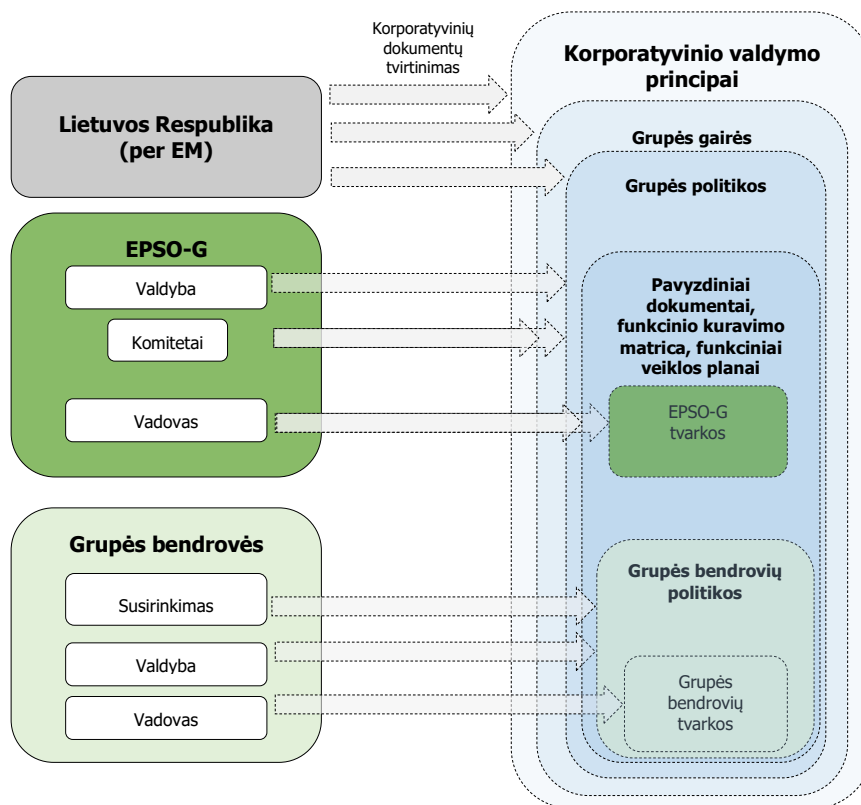 Korporatyvinių
dokumentų
tvirtinimas
Korporatyvinio valdymo
principai
Lietuvos Respublika
(per EM)
Grupės gairės
Grupės politikos
EPSO-G
Valdyba
Komitetai
Vadovas
Pavyzdiniai
dokumentai,
funkcinio kuravimo
matrica, funkciniai
veiklos planai
EPSO-G
tvarkos
Grupės bendrovės
Susirinkimas
Valdyba
Vadovas
Grupės bendrovių
politikos
Grupės
bendrovių
tvarkos